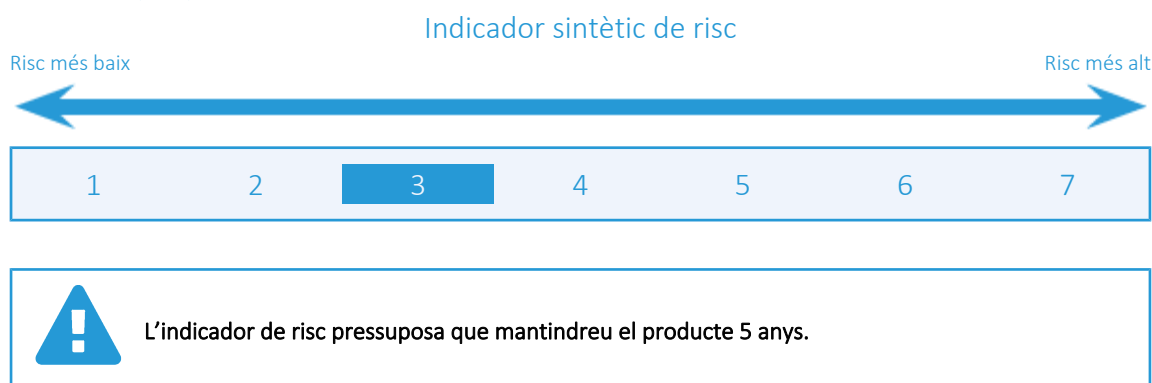 Indicador sintètic de risc
Risc més baix Risc més alt
1 2 3 4 5 6 7
L’indicador de risc pressuposa que mantindreu el producte 5 anys.